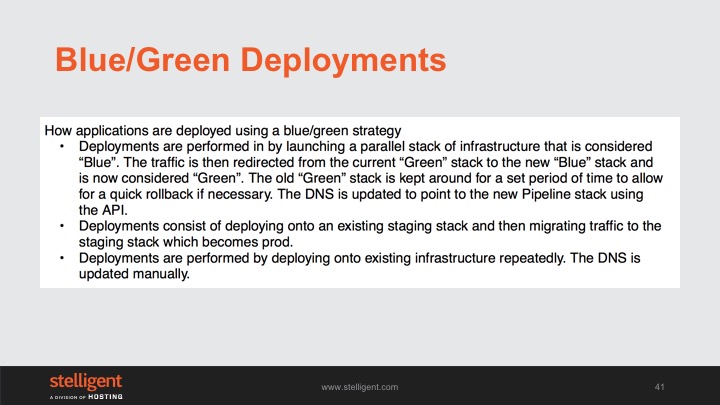 Blue/Green Deployments
How applications are deployed using a blue/green strategy
• Deployments are performed in by launching a parallel stack of infrastructure that is considered
“Blue”. The traffic is then redirected from the current “Green” stack to the new “Blue” stack and
is now considered “Green”. The old “Green” stack is kept around for a set period of time to allow
for a quick rollback if necessary. The DNS is updated to point to the new Pipeline stack using
the API.
• Deployments consist of deploying onto an existing staging stack and then migrating traffic to the
staging stack which becomes prod.
• Deployments are performed by deploying onto existing infrastructure repeatedly. The DNS is
updated manually.
stelligent
A DIVISION OF HOSTING
www.stelligent.com
41